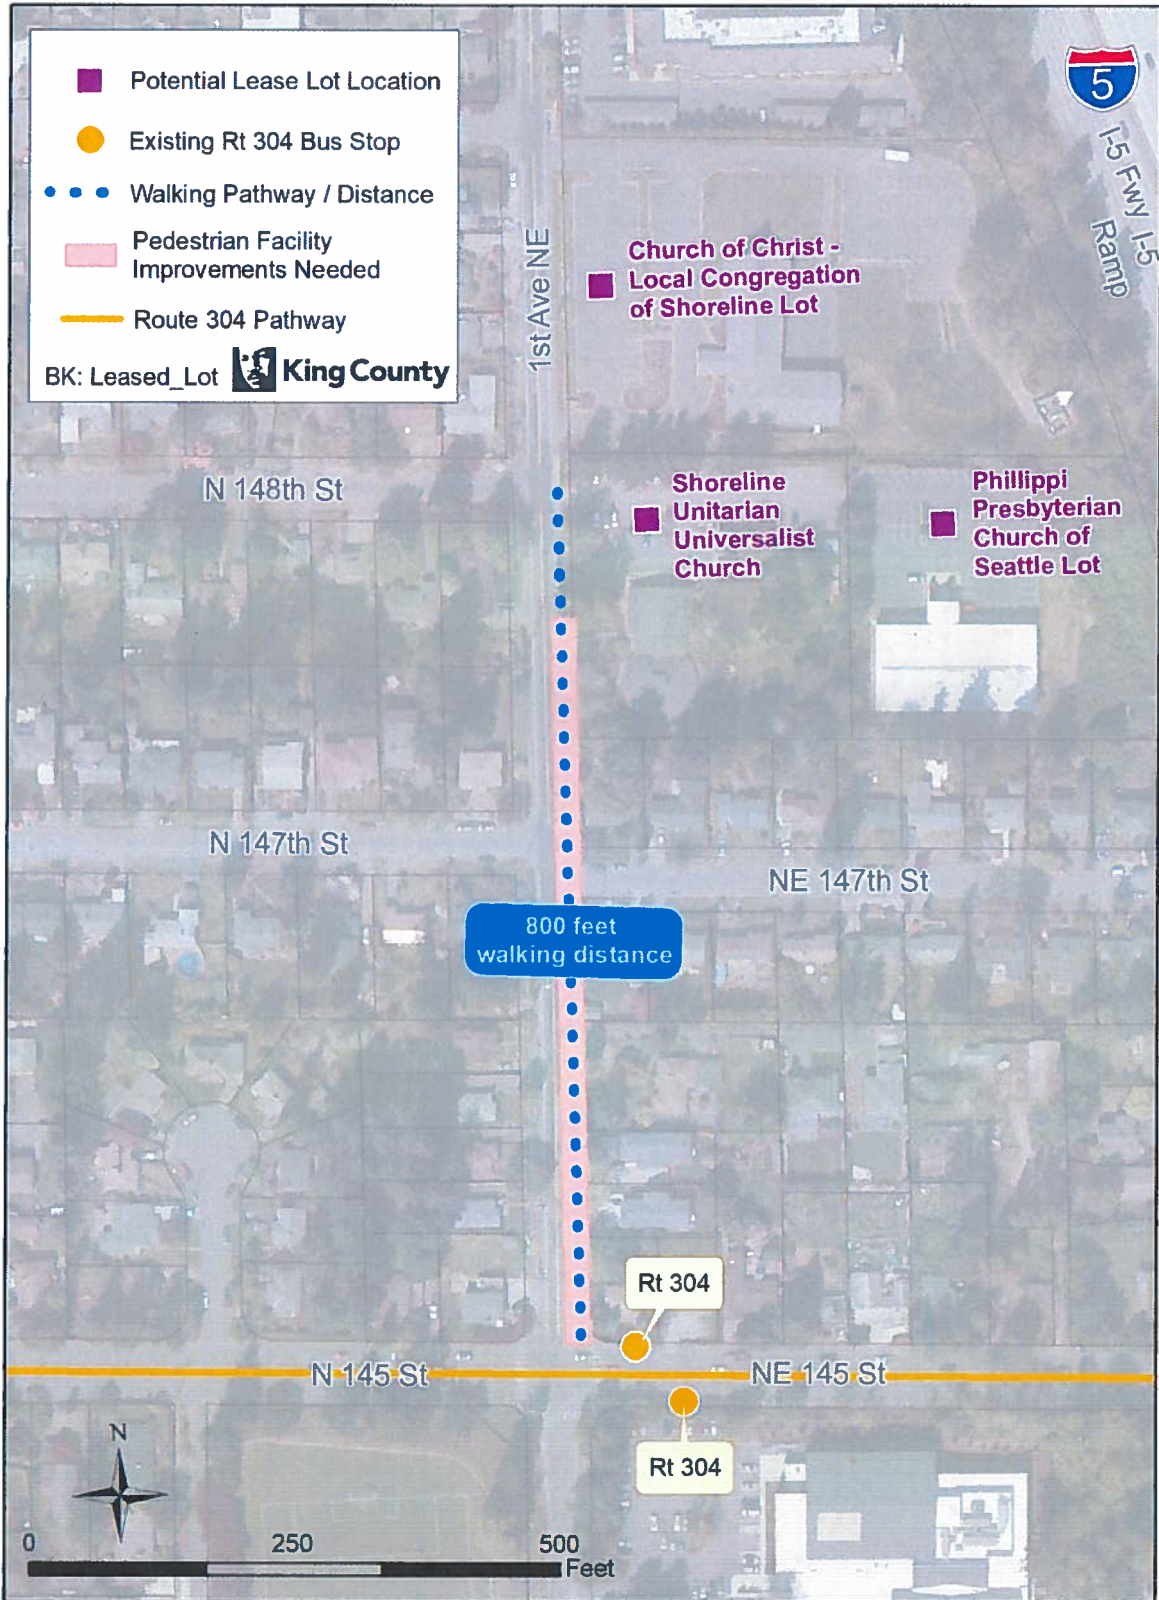 Potential Lease Lot Location
Existing Rt 304 Bus Stop
Walking Pathway / Distance
Pedestrian Facility
Improvements Needed
Route 304 Pathway
BK: Leased_Lot King County
5
I-5 Fwy I-5
Ramp
1st Ave NE
Church of Christ -
Local Congregation
of Shoreline Lot
N 148th St
Shoreline
Unitarian
Universalist
Church
Phillippi
Presbyterian
Church of
Seattle Lot
N 147th St
NE 147th St
800 feet
walking distance
Rt 304
N 145 St
NE 145 St
Rt 304
N
0 250 500
Feet